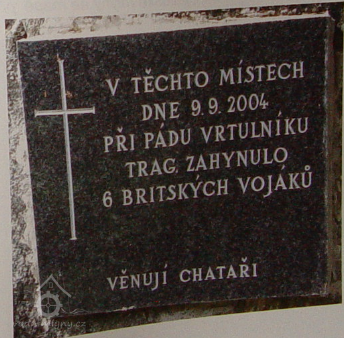 V TĚCHTO MÍSTECH
DNE 9. 9. 2004
PŘI PÁDU VRTULNÍKU
TRAG. ZAHYNULO
6 BRITSKÝCH VOJÁKŮ
VĚNUJÍ CHATAŘI